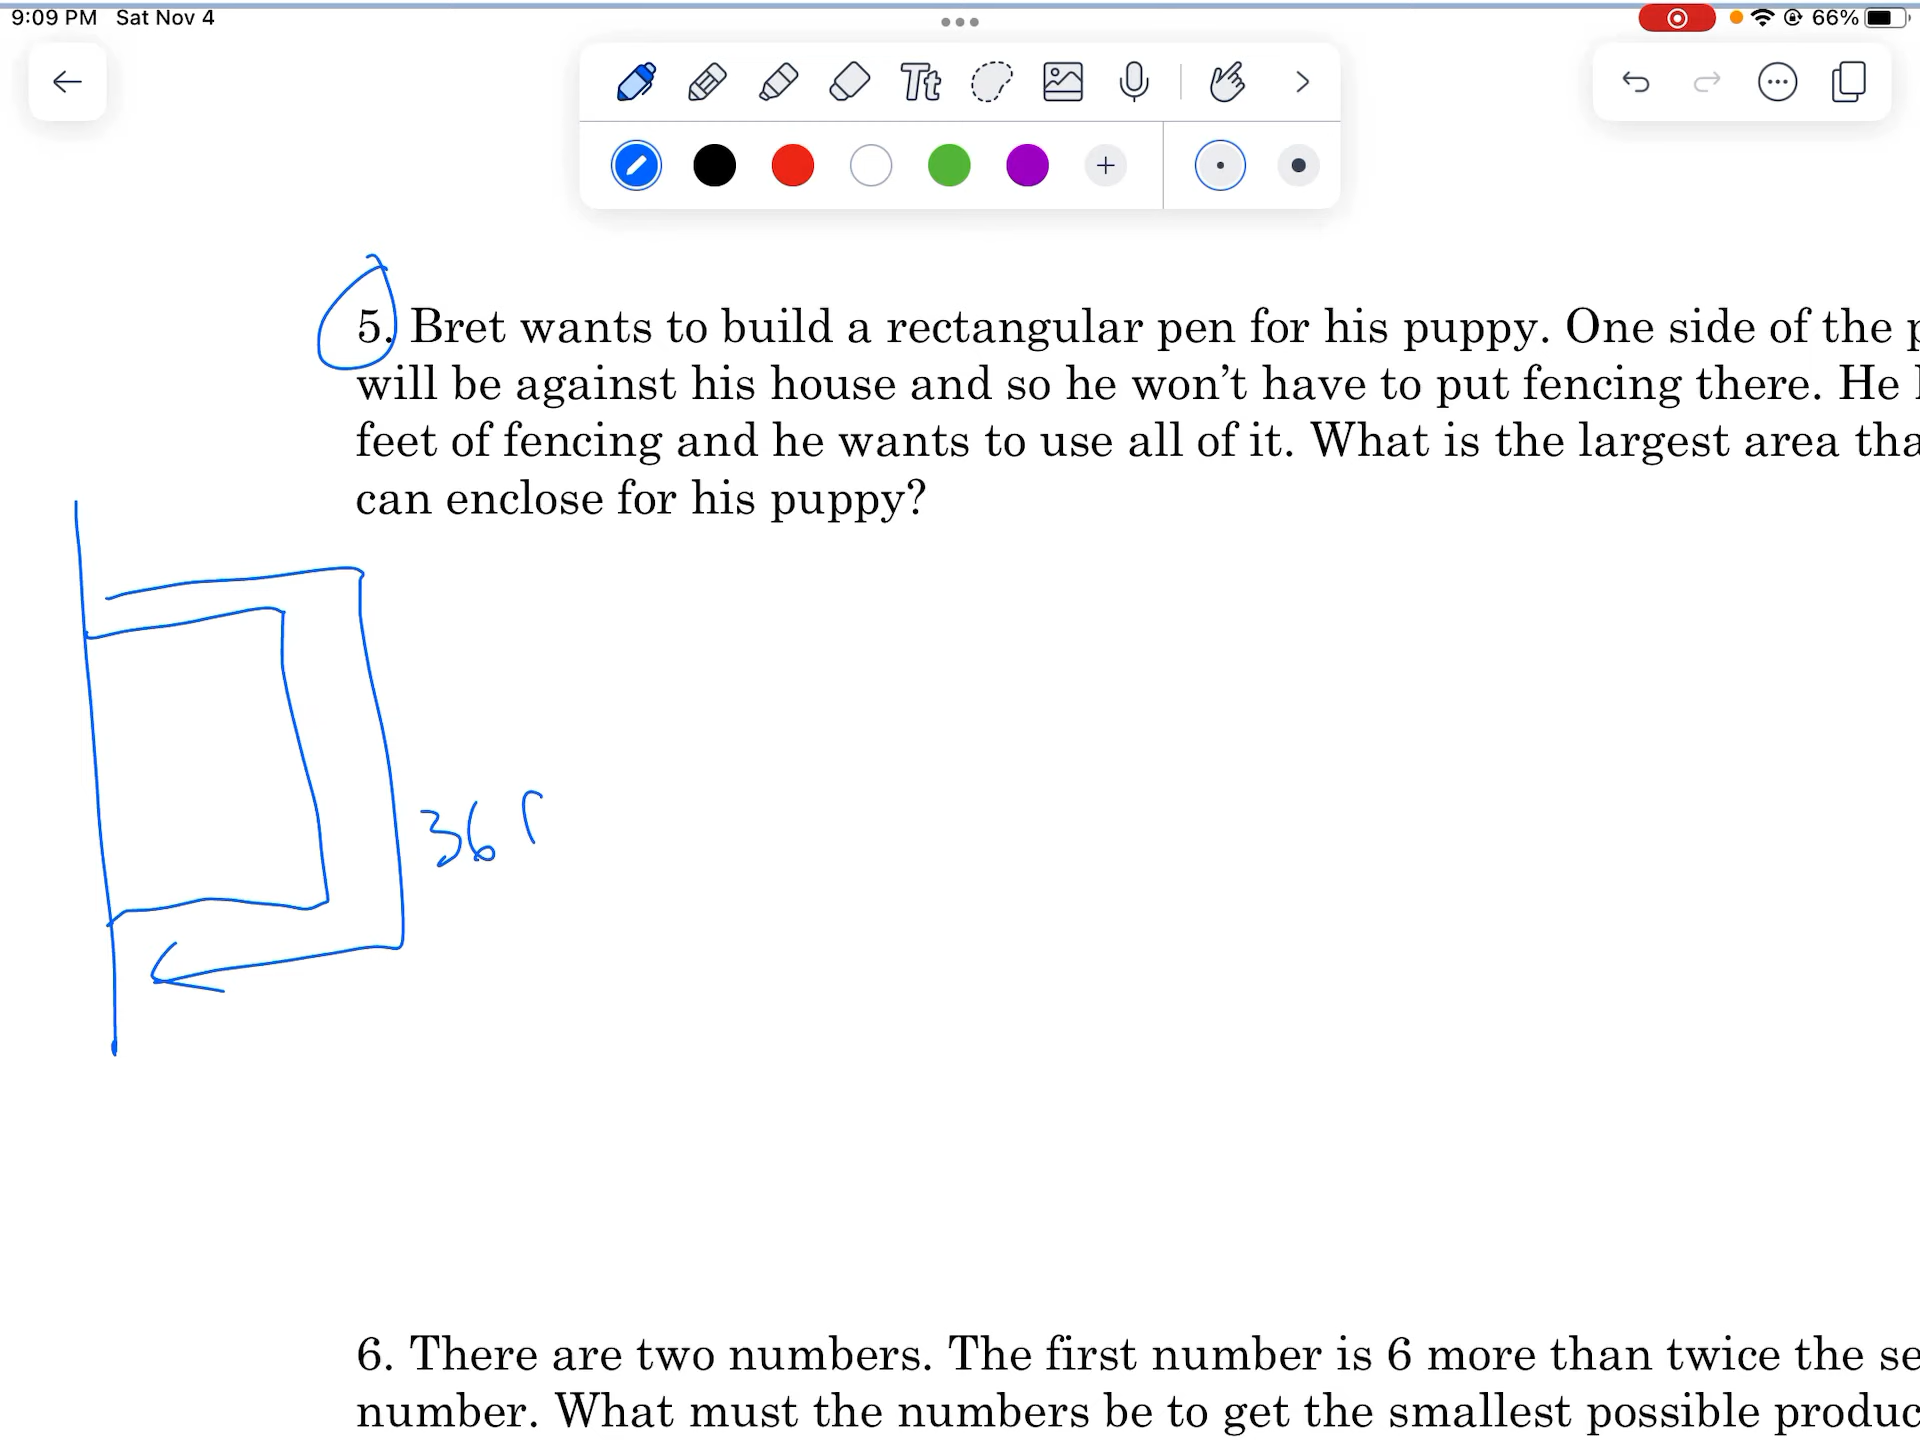 9:09 PM Sat Nov 4
66%
Tt
5. Bret wants to build a rectangular pen for his puppy. One side of the
will be against his house and so he won't have to put fencing there. He
feet of fencing and he wants to use all of it. What is the largest area
can enclose for his puppy?
36
6. There are two numbers. The first number is 6 more than twice the
number. What must the numbers be to get the smallest possible